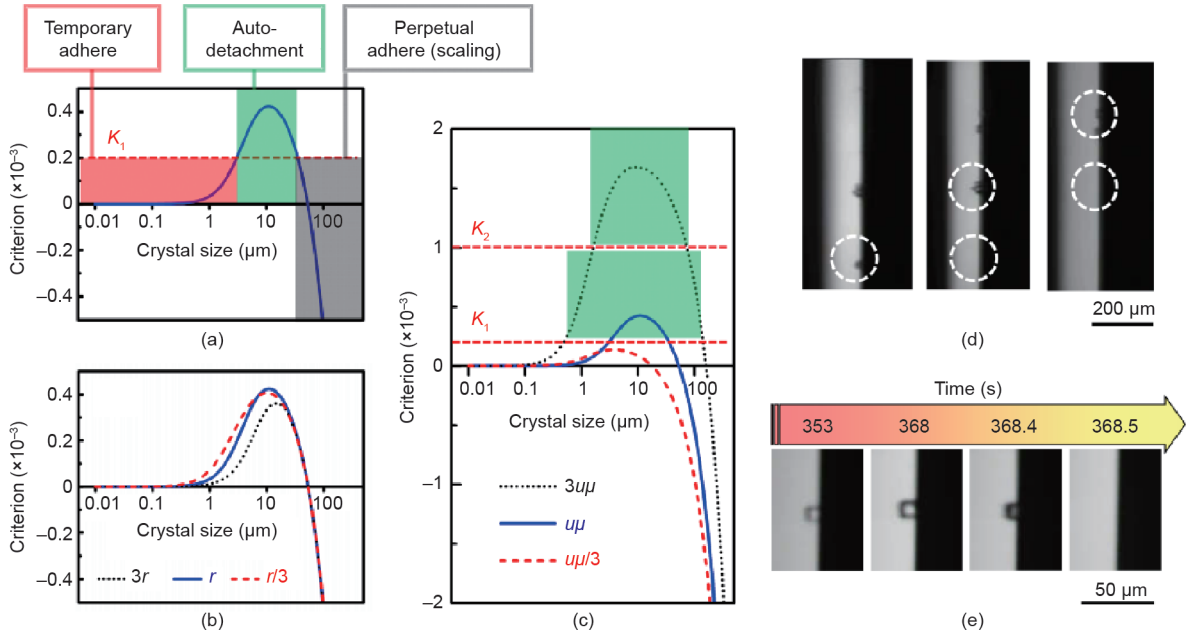 Temporary
adhere
Auto-
detachment
Perpetual
adhere (scaling)
Criterion (×10⁻³)
0.4
0.2
0
−0.2
−0.4
K₁
0.01 0.1 1 10 100
Crystal size (μm)
(a)
Criterion (×10⁻³)
0.4
0.2
0
−0.2
−0.4
0.01 0.1 1 10 100
Crystal size (μm)
3r r r/3
(b)
Criterion (×10⁻³)
2
1
0
−1
−2
K₂
K₁
0.01 0.1 1 10 100
Crystal size (μm)
3uμ
uμ
uμ/3
(c)
200 μm
(d)
Time (s)
353 368 368.4 368.5
50 μm
(e)